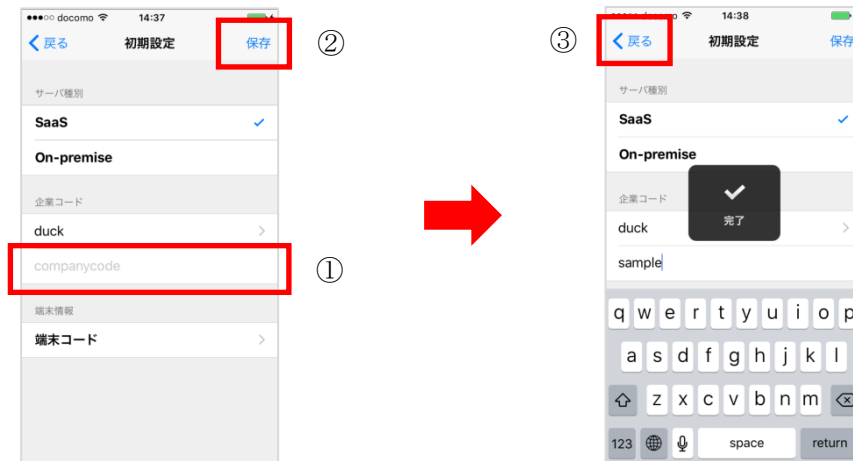 docomo 14:37
戻る 初期設定 保存
②
サーバ種別
SaaS
On-premise
企業コード
duck
companycode
①
端末情報
端末コード
③
docomo 14:38
戻る 初期設定 保存
サーバ種別
SaaS
On-premise
企業コード
完了
duck
sample
q w e r t y u i o p
a s d f g h j k l
z x c v b n m
123 space return